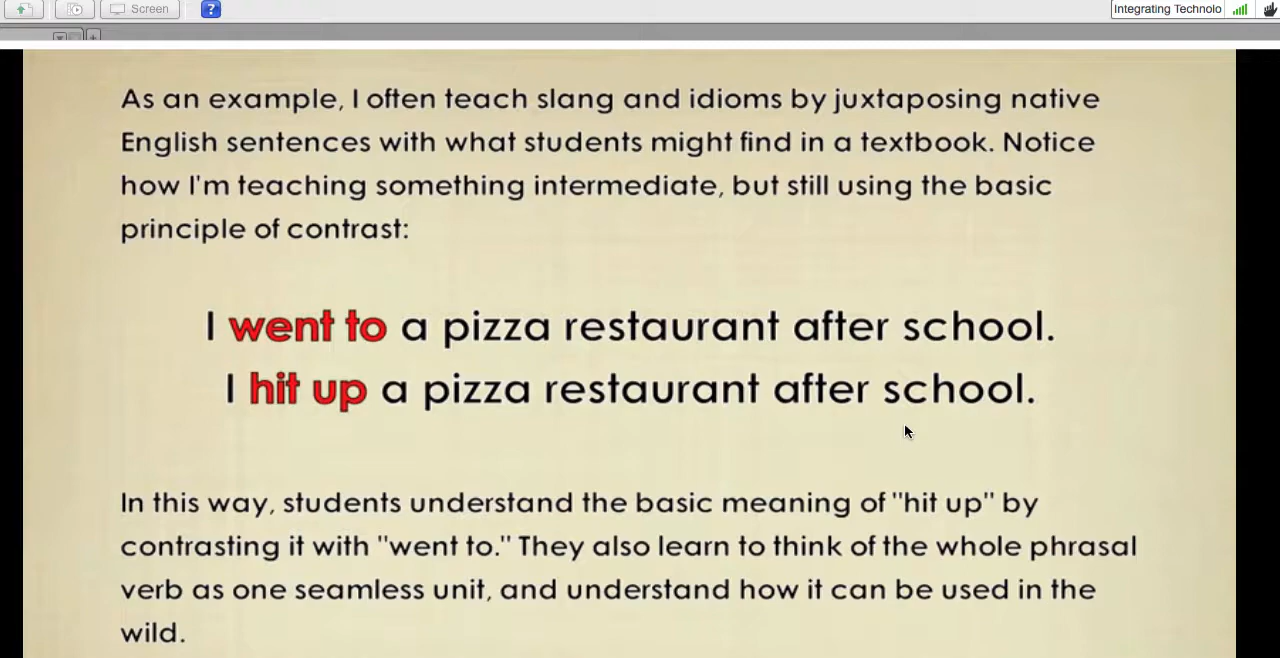 Screen
?
Integrating Technolo
As an example, I often teach slang and idioms by juxtaposing native
English sentences with what students might find in a textbook. Notice
how I'm teaching something intermediate, but still using the basic
principle of contrast:
I went to a pizza restaurant after school.
I hit up a pizza restaurant after school.
In this way, students understand the basic meaning of "hit up" by
contrasting it with "went to." They also learn to think of the whole phrasal
verb as one seamless unit, and understand how it can be used in the
wild.